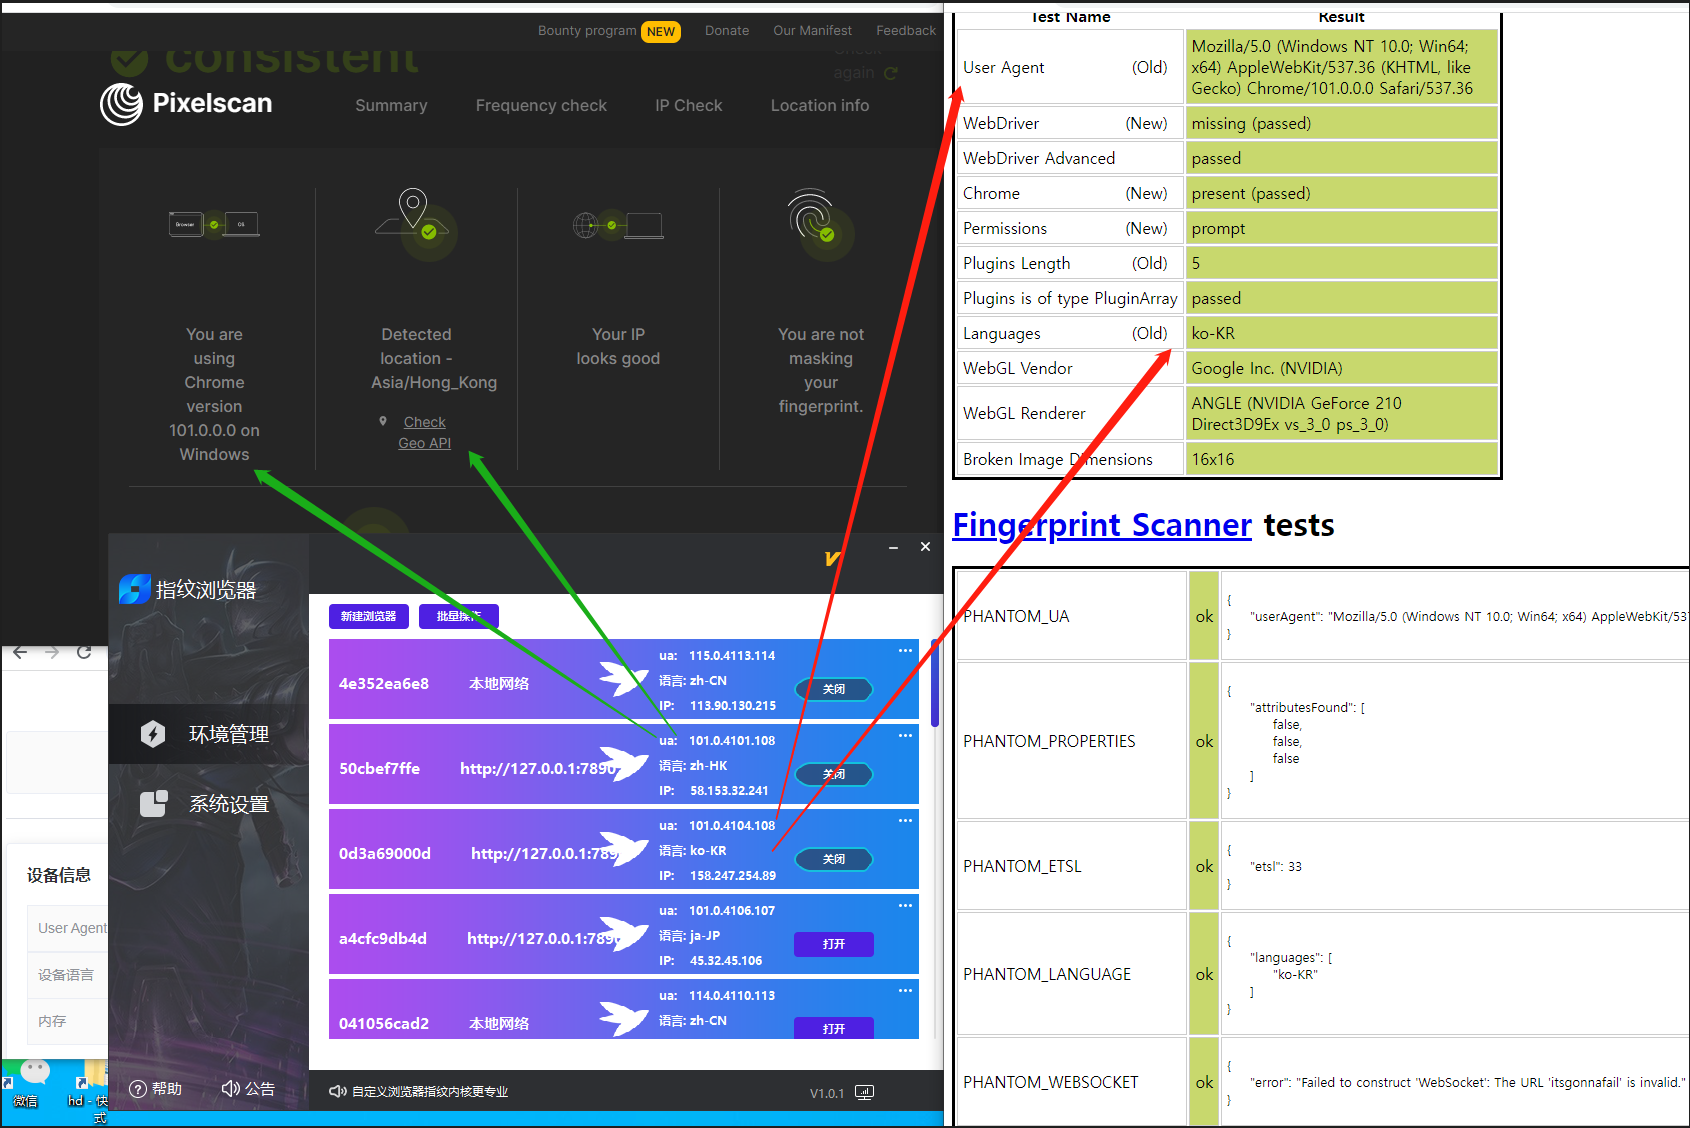 Bounty program NEW Donate Our Manifest Feedback
consistent
again
Pixelscan
Summary Frequency check IP Check Location info
Browser
OS
You are
using
Chrome
version
101.0.0.0 on
Windows
Detected
location -
Asia/Hong_Kong
Check
Geo API
Your IP
looks good
You are not
masking
your
fingerprint.
指纹浏览器
环境管理
系统设置
帮助 公告
新建浏览器 批量操作
4e352ea6e8 本地网络
ua: 115.0.4113.114
语言: zh-CN
IP: 113.90.130.215
关闭
50cbef7ffe http://127.0.0.1:7890
ua: 101.0.4101.108
语言: zh-HK
IP: 58.153.32.241
关闭
0d3a69000d http://127.0.0.1:789
ua: 101.0.4104.108
语言: ko-KR
IP: 158.247.254.89
关闭
a4cfc9db4d http://127.0.0.1:7890
ua: 101.0.4106.107
语言: ja-JP
IP: 45.32.45.106
打开
041056cad2 本地网络
ua: 114.0.4110.113
语言: zh-CN
打开
自定义浏览器指纹内核更专业
V1.0.1
设备信息
User Agent
设备语言
内存
微信
hd - 快
式
Test Name Result
User Agent (Old)
Mozilla/5.0 (Windows NT 10.0; Win64;
x64) AppleWebKit/537.36 (KHTML, like
Gecko) Chrome/101.0.0.0 Safari/537.36
WebDriver (New) missing (passed)
WebDriver Advanced passed
Chrome (New) present (passed)
Permissions (New) prompt
Plugins Length (Old) 5
Plugins is of type PluginArray passed
Languages (Old) ko-KR
WebGL Vendor Google Inc. (NVIDIA)
WebGL Renderer
ANGLE (NVIDIA GeForce 210
Direct3D9Ex vs_3_0 ps_3_0)
Broken Image Dimensions 16x16
Fingerprint Scanner tests
PHANTOM_UA ok
{
"userAgent": "Mozilla/5.0 (Windows NT 10.0; Win64; x64) AppleWebKit/537
}
PHANTOM_PROPERTIES ok
{
"attributesFound": [
false,
false,
false
]
}
PHANTOM_ETSL ok
{
"etsl": 33
}
PHANTOM_LANGUAGE ok
{
"languages": [
"ko-KR"
]
}
PHANTOM_WEBSOCKET ok
{
"error": "Failed to construct 'WebSocket': The URL 'itsgonnafail' is invalid."
}